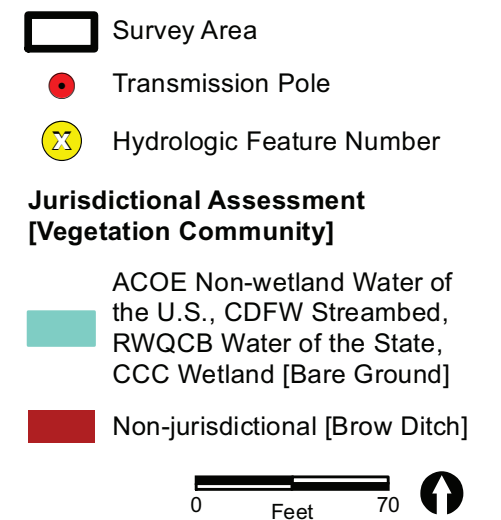 Survey Area
Transmission Pole
X
Hydrologic Feature Number
Jurisdictional Assessment
[Vegetation Community]
ACOE Non-wetland Water of
the U.S., CDFW Streambed,
RWQCB Water of the State,
CCC Wetland [Bare Ground]
Non-jurisdictional [Brow Ditch]
0 Feet 70